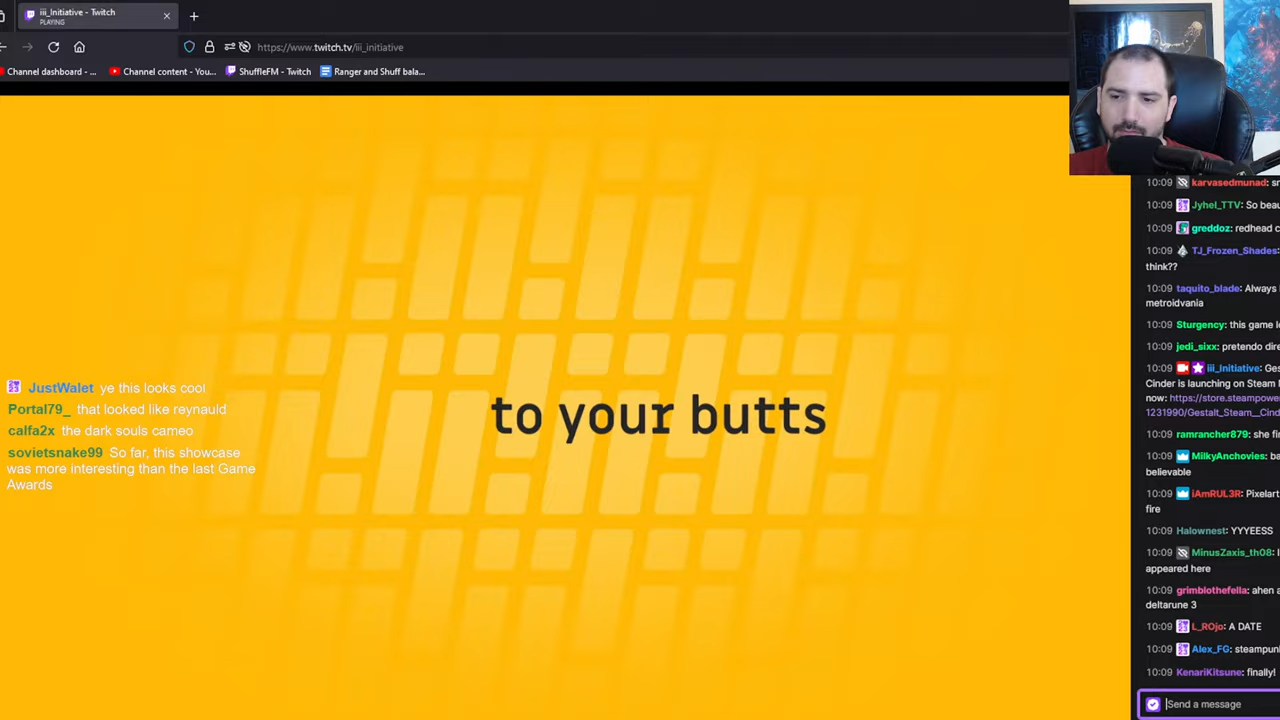 iii_Initiative - Twitch
PLAYING
https://www.twitch.tv/iii_initiative
Channel dashboard - ...
Channel content - You...
ShuffleFM - Twitch
Ranger and Shuff bala...
to your butts
JustWalet ye this looks cool
Portal79_ that looked like reynauld
calfa2x the dark souls cameo
sovietsnake99 So far, this showcase
was more interesting than the last Game
Awards
10:09 karvasedmunad: sr
10:09 Jyhel_TTV: So beau
10:09 greddoz: redhead c
10:09 TJ_Frozen_Shades:
think??
10:09 taquito_blade: Always
metroidvania
10:09 Sturgency: this game l
10:09 jedi_sixx: pretendo dire
10:09 iii_Initiative: Ges
Cinder is launching on Steam
now: https://store.steampowe
1231990/Gestalt_Steam__Cind
10:09 ramrancher879: she fir
10:09 MilkyAnchovies: ba
believable
10:09 iAmRUL3R: Pixelart
fire
10:09 Halownest: YYYEESS
10:09 MinusZaxis_th08: I
appeared here
10:09 grimblothefella: ahen a
deltarune 3
10:09 L_ROjo: A DATE
10:09 Alex_FG: steampun
10:09 KenariKitsune: finally!
Send a message